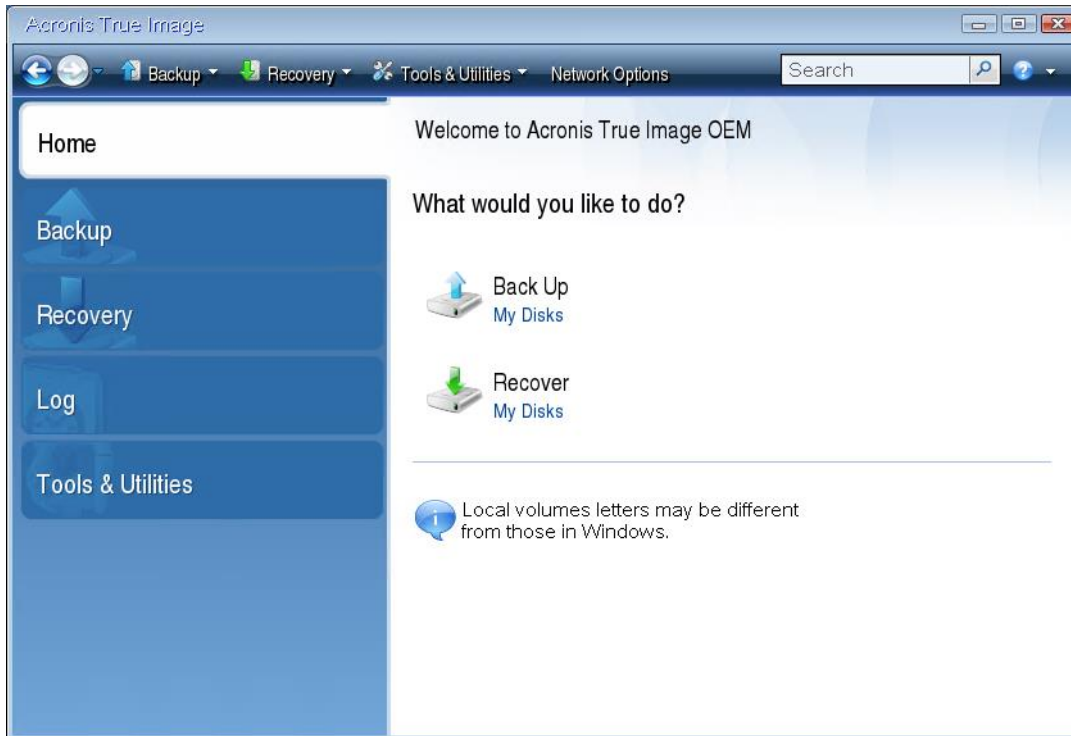 Acronis True Image
Backup
Recovery
Tools & Utilities
Network Options
Search
Home
Backup
Recovery
Log
Tools & Utilities
Welcome to Acronis True Image OEM
What would you like to do?
Back Up
My Disks
Recover
My Disks
Local volumes letters may be different
from those in Windows.